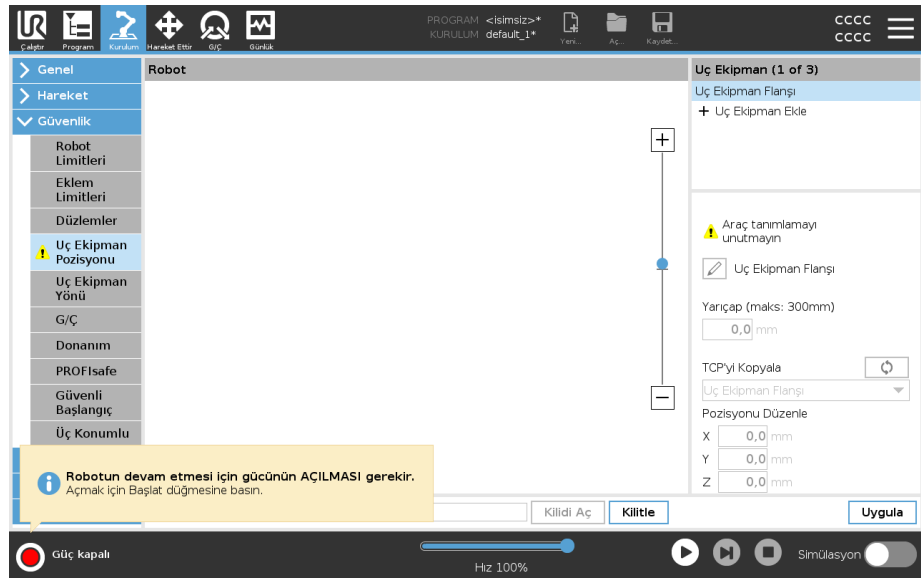 UR
Çalıştır
Program
Kurulum
Hareket Ettir
G/Ç
Günlük
PROGRAM <isimsiz>*
KURULUM default_1*
Yeni...
Aç...
Kaydet...
cccc
cccc
Genel
Hareket
Güvenlik
Robot
Limitleri
Eklem
Limitleri
Düzlemler
Uç Ekipman
Pozisyonu
Uç Ekipman
Yönü
G/Ç
Donanım
PROFIsafe
Güvenli
Başlangıç
Üç Konumlu
Robot
Uç Ekipman (1 of 3)
Uç Ekipman Flanşı
+ Uç Ekipman Ekle
Araç tanımlamayı
unutmayın
Uç Ekipman Flanşı
Yarıçap (maks: 300mm)
0,0 mm
TCP'yi Kopyala
Uç Ekipman Flanşı
Pozisyonu Düzenle
X 0,0 mm
Y 0,0 mm
Z 0,0 mm
Robotun devam etmesi için gücünün AÇILMASI gerekir.
Açmak için Başlat düğmesine basın.
Kilidi Aç
Kilitle
Uygula
Güç kapalı
Hız 100%
Simülasyon